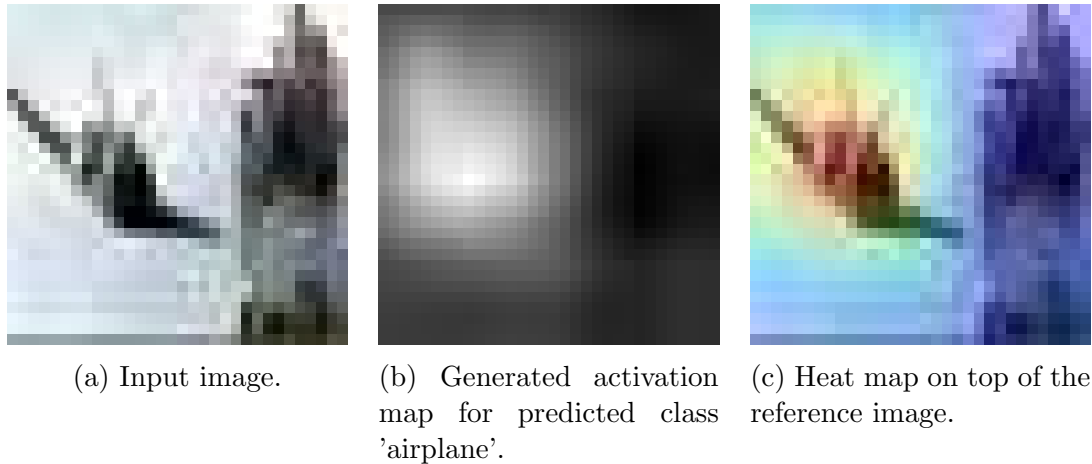 (a) Input image.
(b) Generated activation
map for predicted class
’airplane’.
(c) Heat map on top of the
reference image.